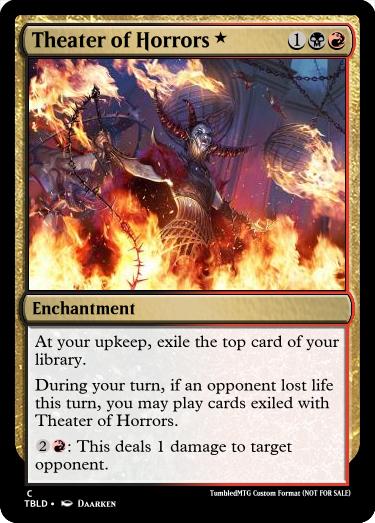 Theater of Horrors ★ 1
Enchantment
At your upkeep, exile the top card of your
library.
During your turn, if an opponent lost life
this turn, you may play cards exiled with
Theater of Horrors.
2 : This deals 1 damage to target
opponent.
C
TumbledMTG Custom Format (NOT FOR SALE)
TBLD • Daarken